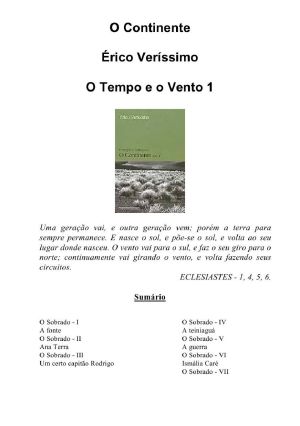 O Continente
Érico Veríssimo
O Tempo e o Vento 1
O Continente
Uma geração vai, e outra geração vem; porém a terra para
sempre permanece. E nasce o sol, e põe-se o sol, e volta ao seu
lugar donde nasceu. O vento vai para o sul, e faz o seu giro para o
norte; continuamente vai girando o vento, e volta fazendo seus
circuitos.
ECLESIASTES - 1, 4, 5, 6.
Sumário
O Sobrado - I
A fonte
O Sobrado - II
Ana Terra
O Sobrado - III
Um certo capitão Rodrigo
O Sobrado - IV
A teiniaguá
O Sobrado - V
A guerra
O Sobrado - VI
Ismália Caré
O Sobrado - VII